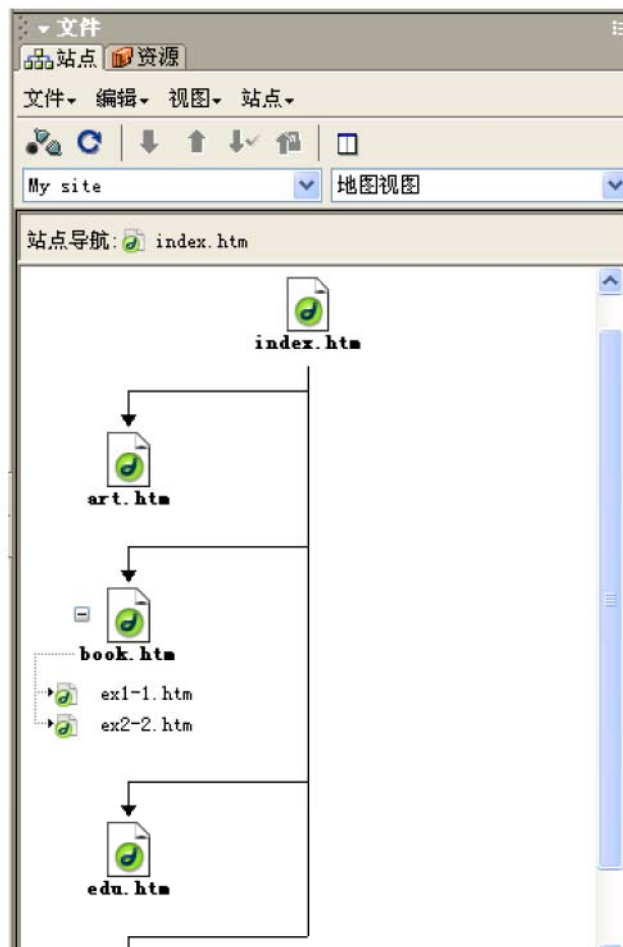 文件
站点 资源
文件 编辑 视图 站点
My site 地图视图
站点导航: index.htm
index.htm
art.htm
book.htm
ex1-1.htm
ex2-2.htm
edu.htm